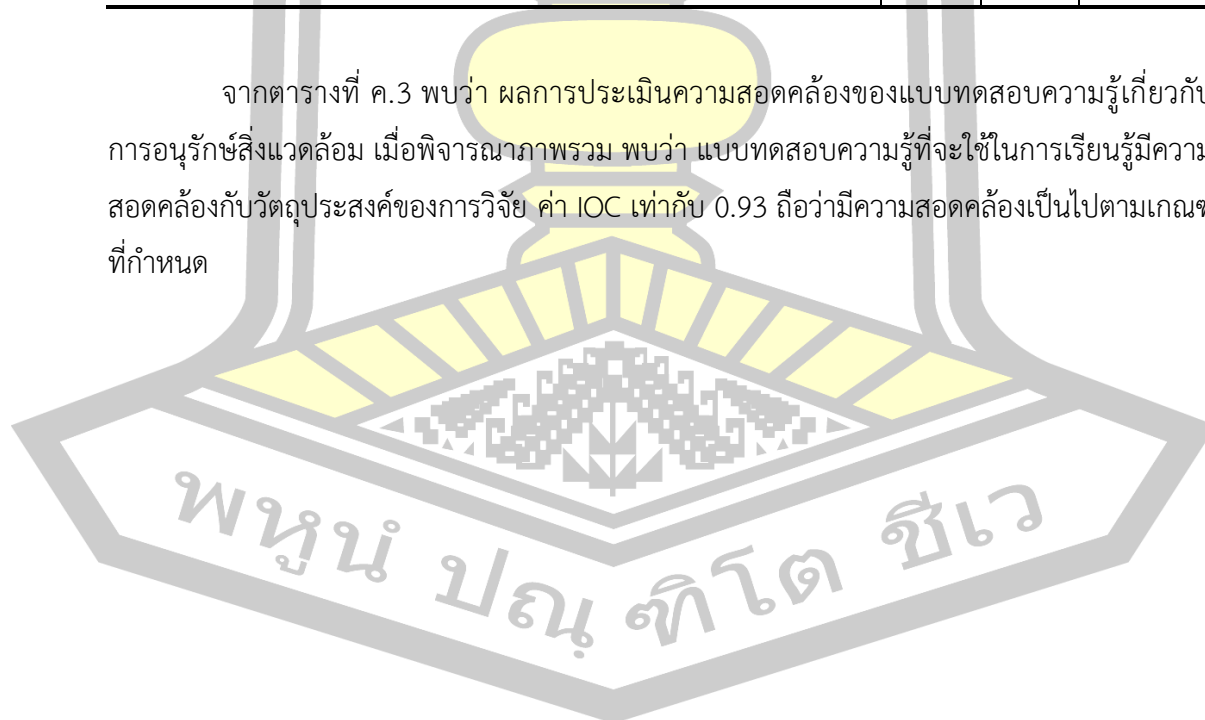 จากตารางที่ ค.3 พบว่า ผลการประเมินความสอดคล้องของแบบทดสอบความรู้เกี่ยวกับ
การอนุรักษ์สิ่งแวดล้อม เมื่อพิจารณาภาพรวม พบว่า แบบทดสอบความรู้ที่จะใช้ในการเรียนรู้มีความ
สอดคล้องกับวัตถุประสงค์ของการวิจัย ค่า IOC เท่ากับ 0.93 ถือว่ามีความสอดคล้องเป็นไปตามเกณฑ์
ที่กำหนด
พหูนํ ปณฺฑิโต ชีเว